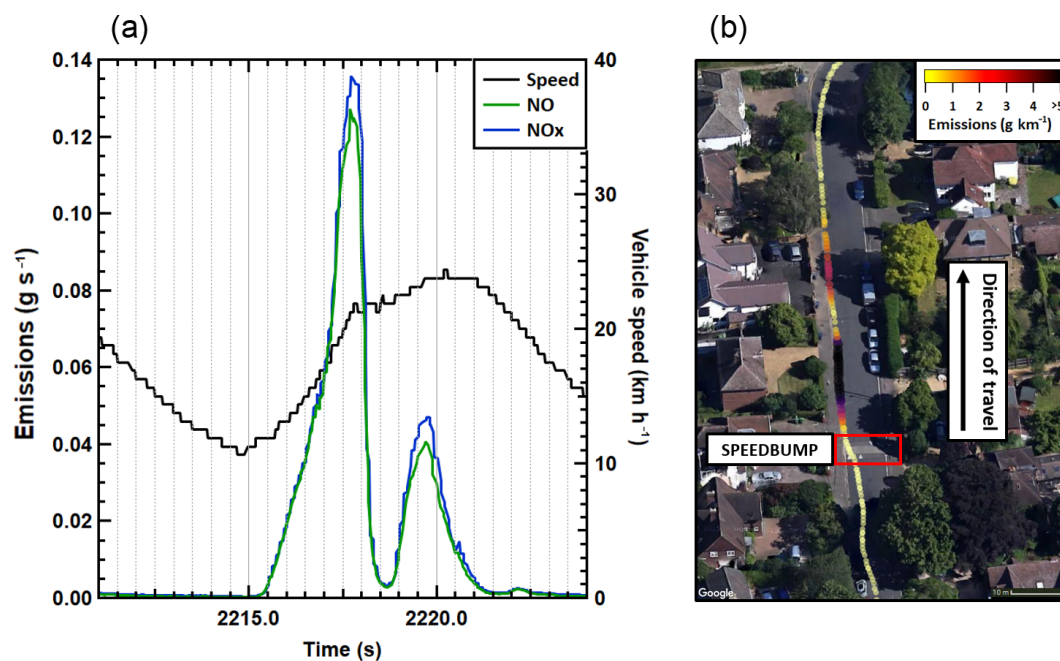 (a)
(b)
0.14
0.12
0.10
0.08
0.06
0.04
0.02
0.00
Emissions (g s⁻¹)
40
30
20
10
0
Vehicle speed (km h⁻¹)
2215.0
2220.0
Time (s)
Speed
NO
NOx
0 1 2 3 4 >5
Emissions (g km⁻¹)
Direction of travel
SPEEDBUMP
Google
10 m